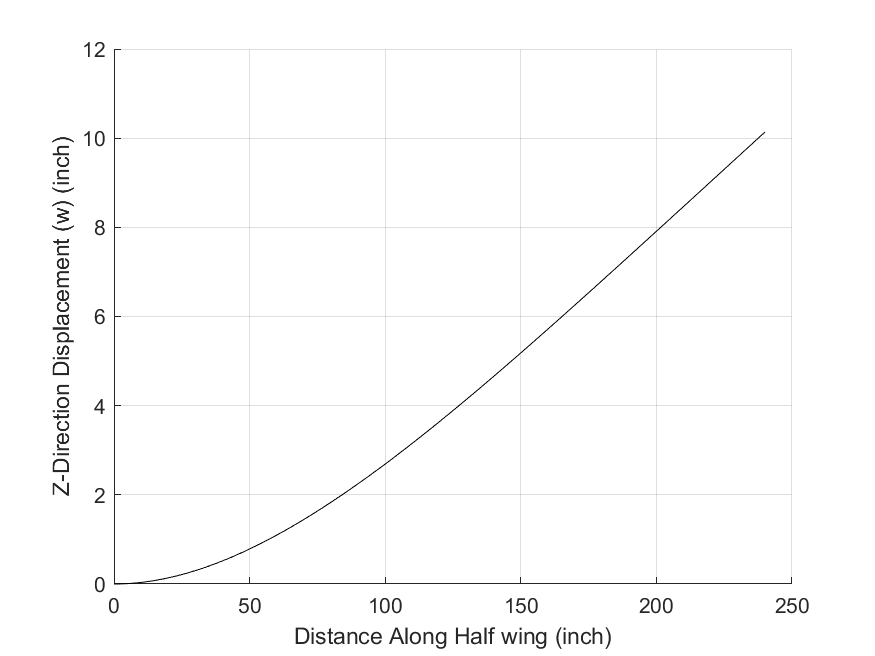 12
10
8
6
4
2
0
Z-Direction Displacement (w) (inch)
0 50 100 150 200 250
Distance Along Half wing (inch)